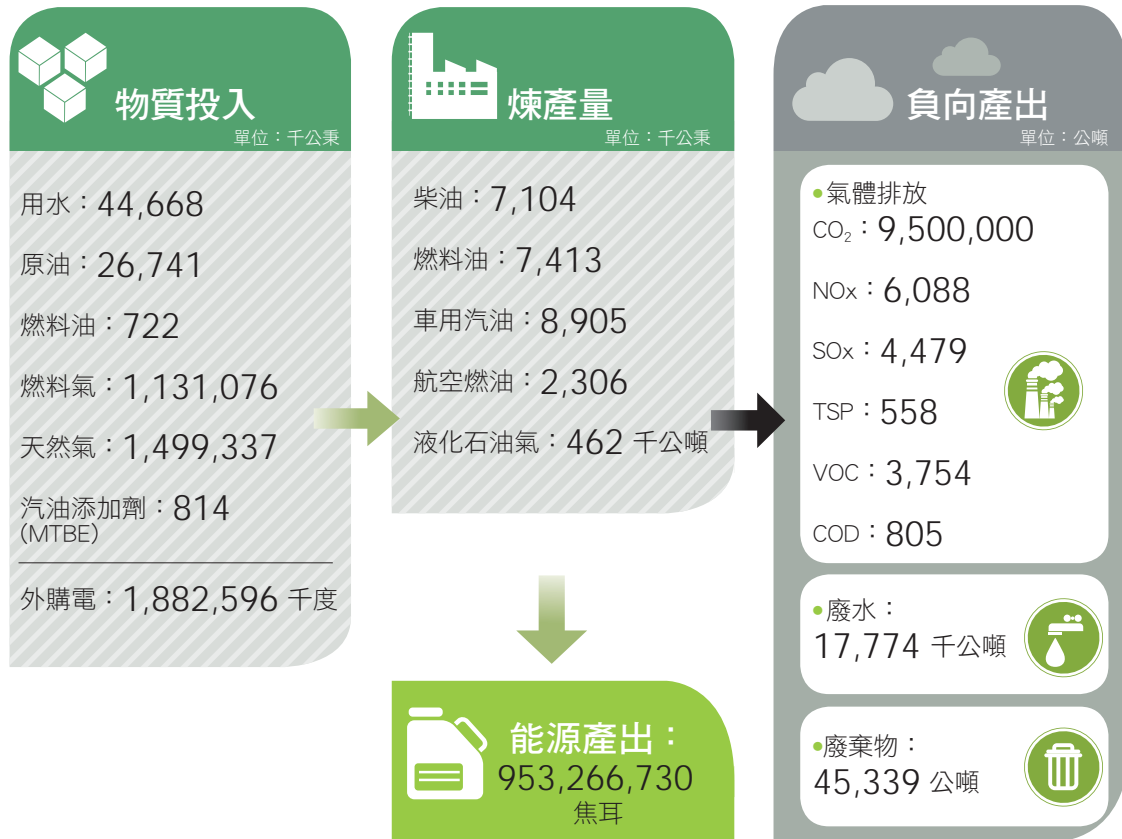 物質投入
單位：千公秉
用水：44,668
原油：26,741
燃料油：722
燃料氣：1,131,076
天然氣：1,499,337
汽油添加劑：814
(MTBE)
外購電：1,882,596 千度
煉產量
單位：千公秉
柴油：7,104
燃料油：7,413
車用汽油：8,905
航空燃油：2,306
液化石油氣：462 千公噸
能源產出：
953,266,730
焦耳
負向產出
單位：公噸
•氣體排放
CO₂：9,500,000
NOx：6,088
SOx：4,479
TSP：558
VOC：3,754
COD：805
•廢水：
17,774 千公噸
•廢棄物：
45,339 公噸